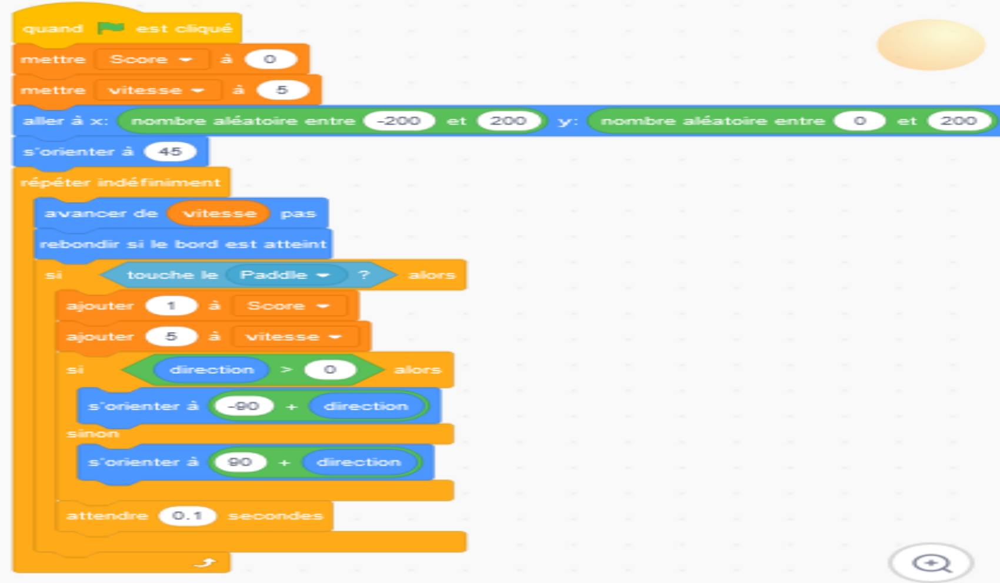 quand est cliqué
mettre Score à 0
mettre vitesse à 5
aller à x: nombre aléatoire entre -200 et 200 y: nombre aléatoire entre 0 et 200
s'orienter à 45
répéter indéfiniment
avancer de vitesse pas
rebondir si le bord est atteint
si touche le Paddle ? alors
ajouter 1 à Score
ajouter 5 à vitesse
si direction > 0 alors
s'orienter à -90 + direction
sinon
s'orienter à 90 + direction
attendre 0.1 secondes